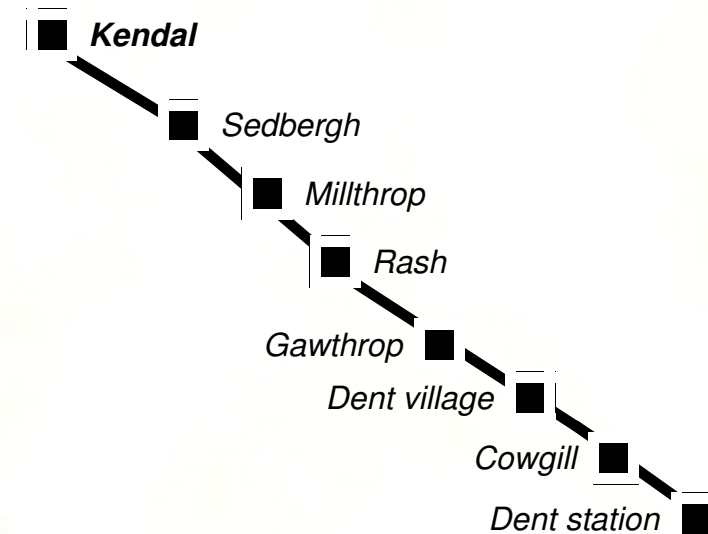 Kendal
Sedbergh
Millthrop
Rash
Gawthrop
Dent village
Cowgill
Dent station